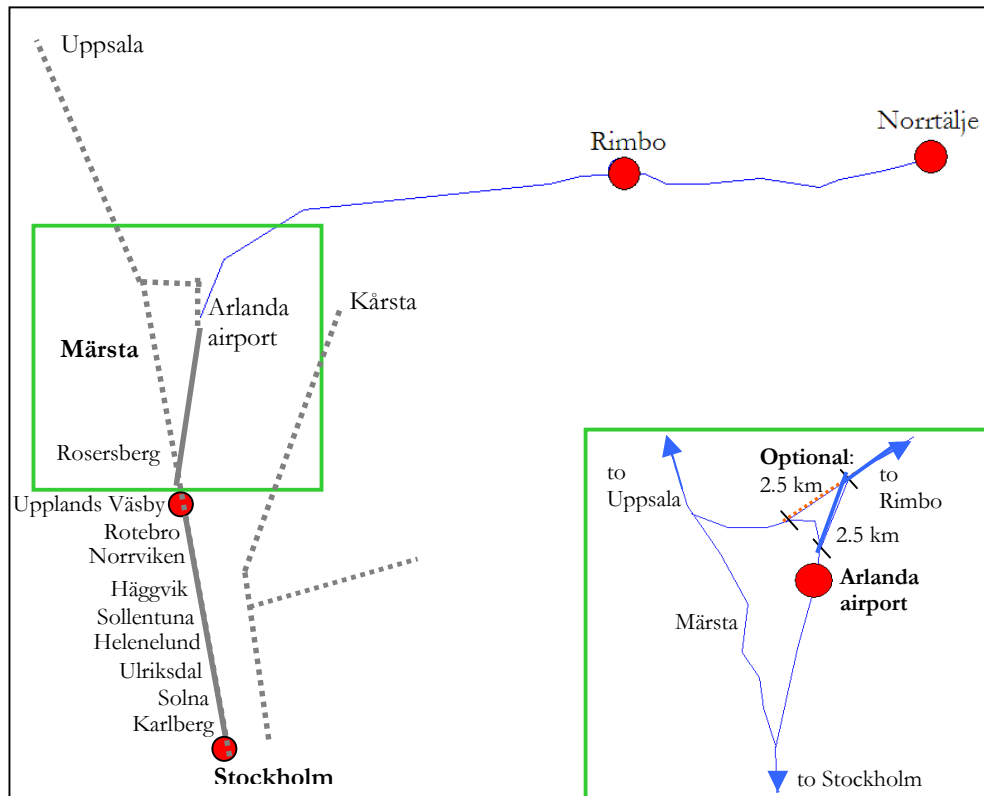 Uppsala
Norrtälje
Rimbo
Arlanda
airport
Kårsta
Märsta
Rosersberg
Upplands Väsby
Rotebro
Norrviken
Häggvik
Sollentuna
Helenelund
Ulriksdal
Solna
Karlberg
Stockholm
Optional:
2.5 km
to
Uppsala
to
Rimbo
2.5 km
Arlanda
airport
Märsta
to Stockholm